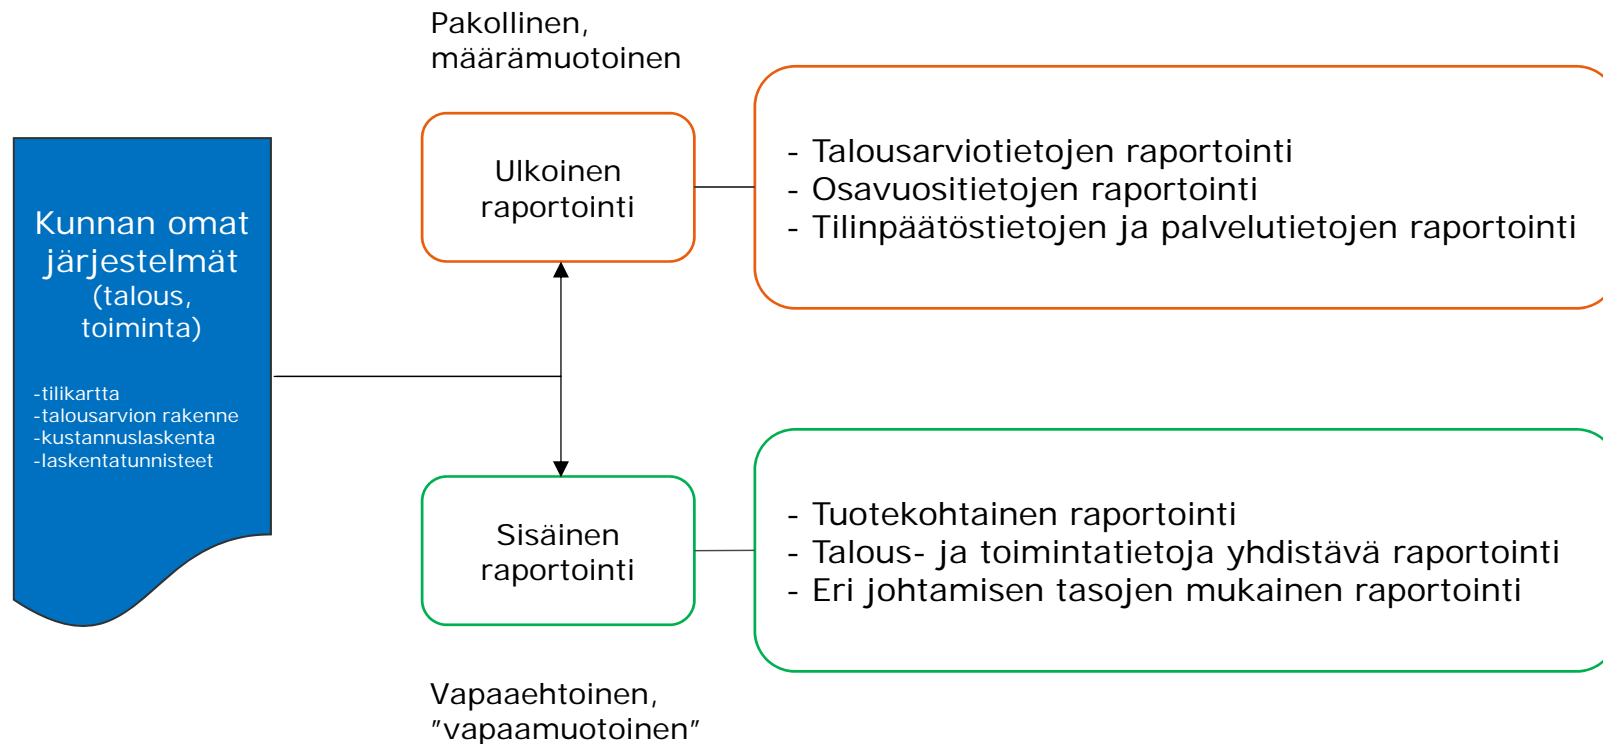 Pakollinen,
määrämuotoinen
Kunnan omat
järjestelmät
(talous,
toiminta)
-tilikartta
-talousarvion rakenne
-kustannuslaskenta
-laskentatunnisteet
Ulkoinen
raportointi
- Talousarviotietojen raportointi
- Osavuositietojen raportointi
- Tilinpäätöstietojen ja palvelutietojen raportointi
Sisäinen
raportointi
- Tuotekohtainen raportointi
- Talous- ja toimintatietoja yhdistävä raportointi
- Eri johtamisen tasojen mukainen raportointi
Vapaaehtoinen,
”vapaamuotoinen”